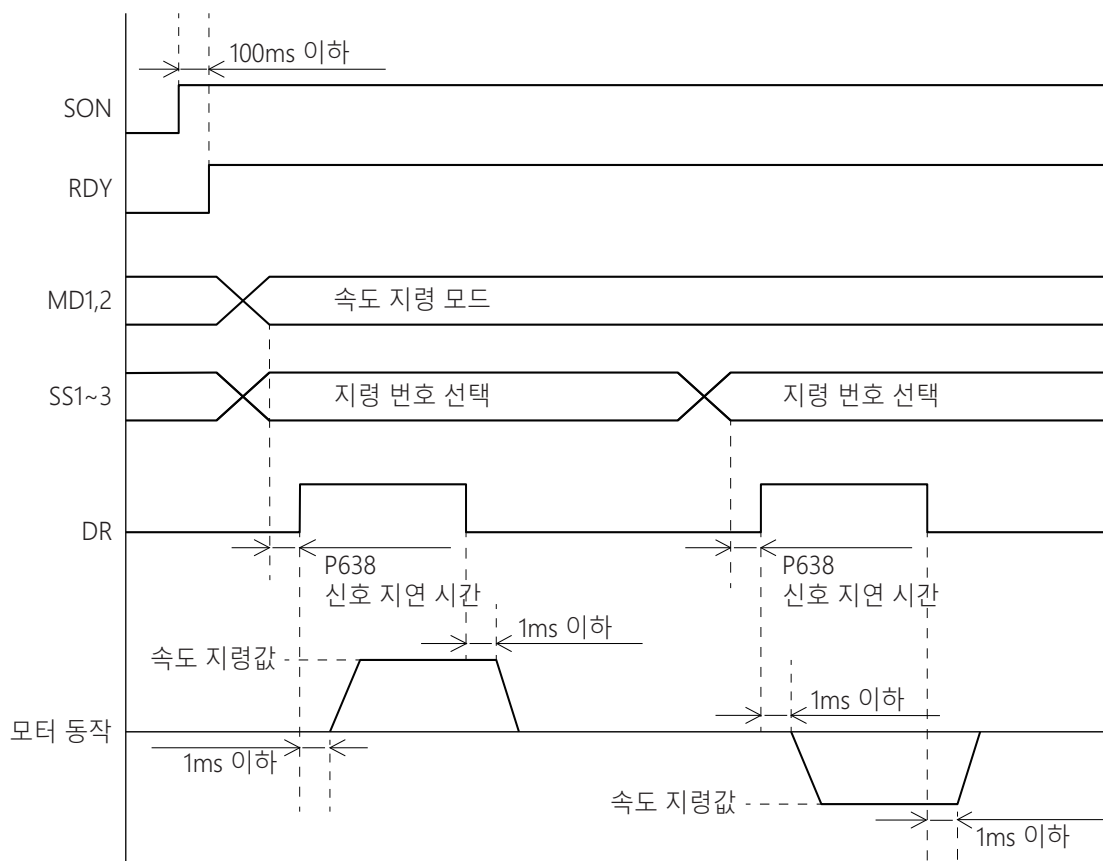 100ms 이하
SON
RDY
MD1,2
속도 지령 모드
SS1~3
지령 번호 선택
지령 번호 선택
DR
P638
신호 지연 시간
P638
신호 지연 시간
1ms 이하
속도 지령값
1ms 이하
모터 동작
1ms 이하
속도 지령값
1ms 이하